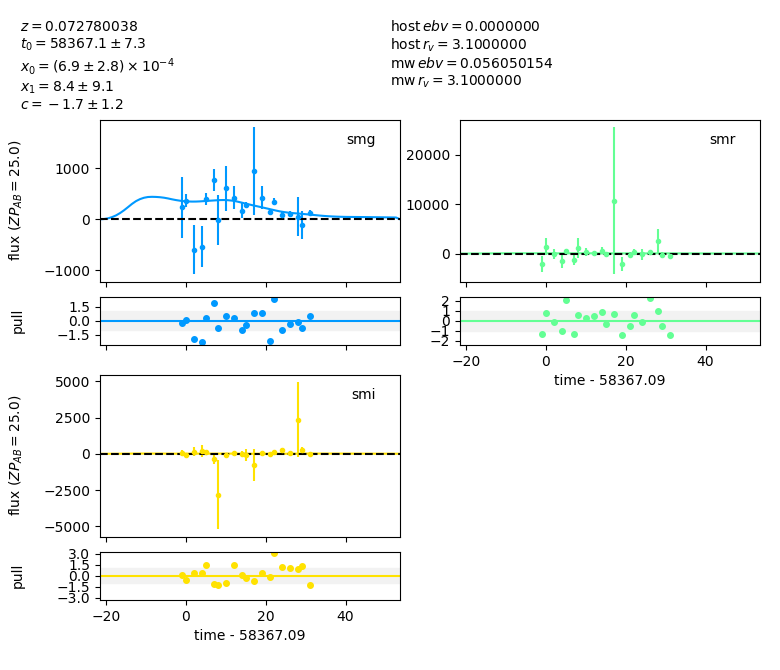 z = 0.072780038
t₀ = 58367.1 ± 7.3
x₀ = (6.9 ± 2.8) × 10⁻⁴
x₁ = 8.4 ± 9.1
c = −1.7 ± 1.2
host ebv = 0.0000000
host r_v = 3.1000000
mw ebv = 0.056050154
mw r_v = 3.1000000
smg
flux (ZP_AB = 25.0)
1000
0
−1000
pull
1.5
0.0
−1.5
smr
20000
10000
0
2
1
0
−1
−2
−20
0
20
40
time - 58367.09
smi
flux (ZP_AB = 25.0)
5000
2500
0
−2500
−5000
pull
3.0
1.5
0.0
−1.5
−3.0
−20
0
20
40
time - 58367.09